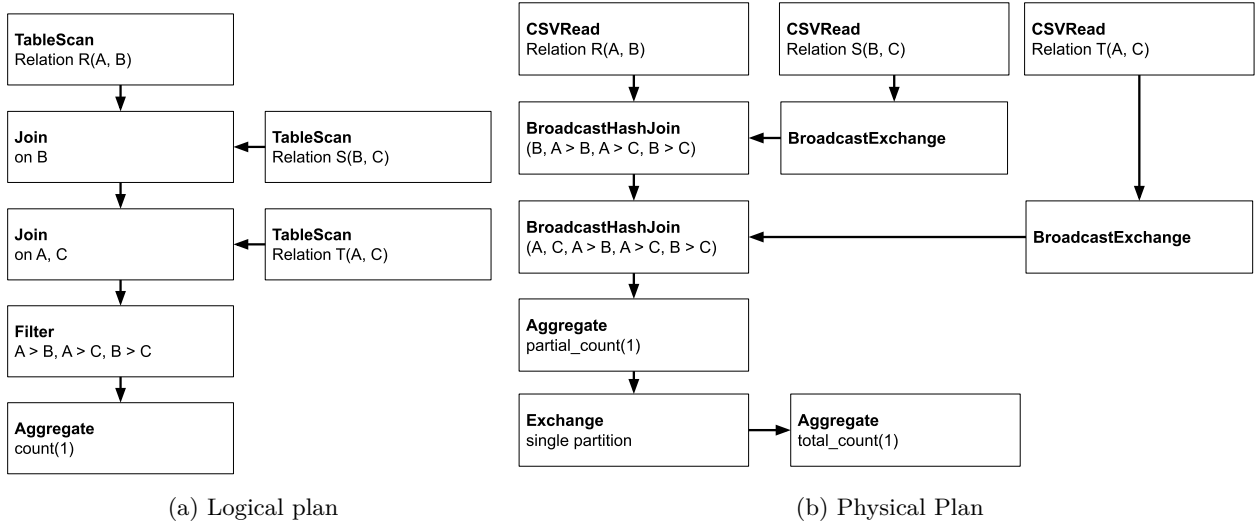 TableScan
Relation R(A, B)
Join
on B
TableScan
Relation S(B, C)
Join
on A, C
TableScan
Relation T(A, C)
Filter
A > B, A > C, B > C
Aggregate
count(1)
(a) Logical plan
CSVRead
Relation R(A, B)
CSVRead
Relation S(B, C)
CSVRead
Relation T(A, C)
BroadcastHashJoin
(B, A > B, A > C, B > C)
BroadcastExchange
BroadcastHashJoin
(A, C, A > B, A > C, B > C)
BroadcastExchange
Aggregate
partial_count(1)
Exchange
single partition
Aggregate
total_count(1)
(b) Physical Plan